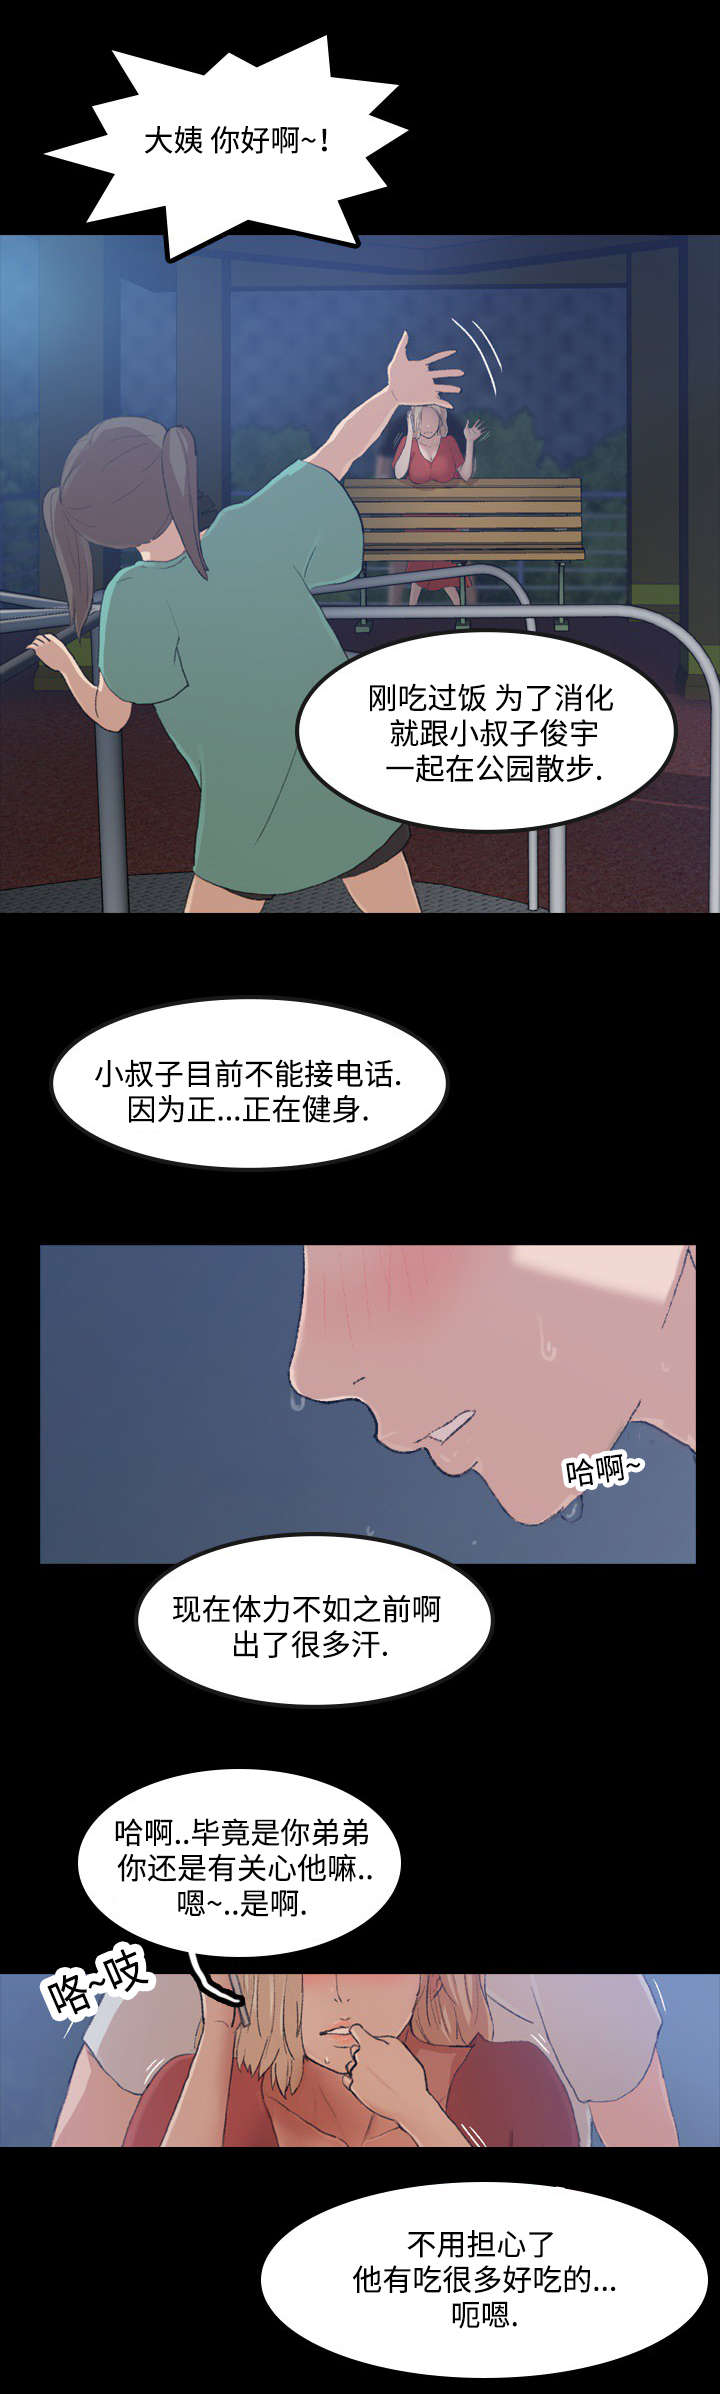 大姨 你好啊~！
刚吃过饭 为了消化
就跟小叔子俊宇
一起在公园散步.
小叔子目前不能接电话.
因为正...正在健身.
哈啊~
现在体力不如之前啊
出了很多汗.
哈啊..毕竟是你弟弟
你还是有关心他嘛..
嗯~..是啊.
咯~吱
不用担心了
他有吃很多好吃的...
呃嗯.